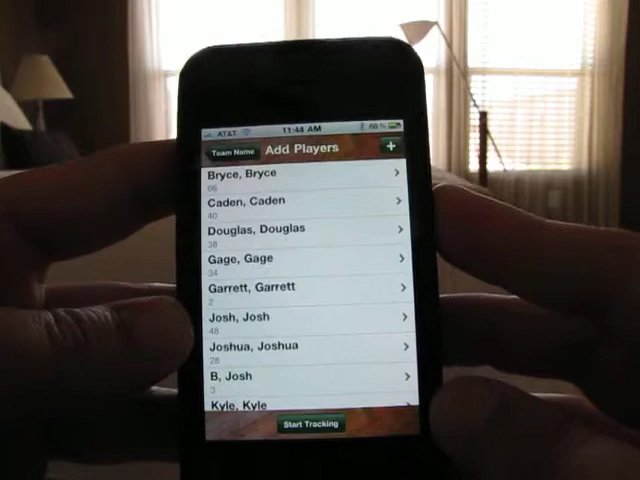 AT&T 11:44 AM 68%
Team Name Add Players +
Bryce, Bryce
66
Caden, Caden
40
Douglas, Douglas
38
Gage, Gage
34
Garrett, Garrett
2
Josh, Josh
48
Joshua, Joshua
28
B, Josh
3
Kyle, Kyle
Start Tracking